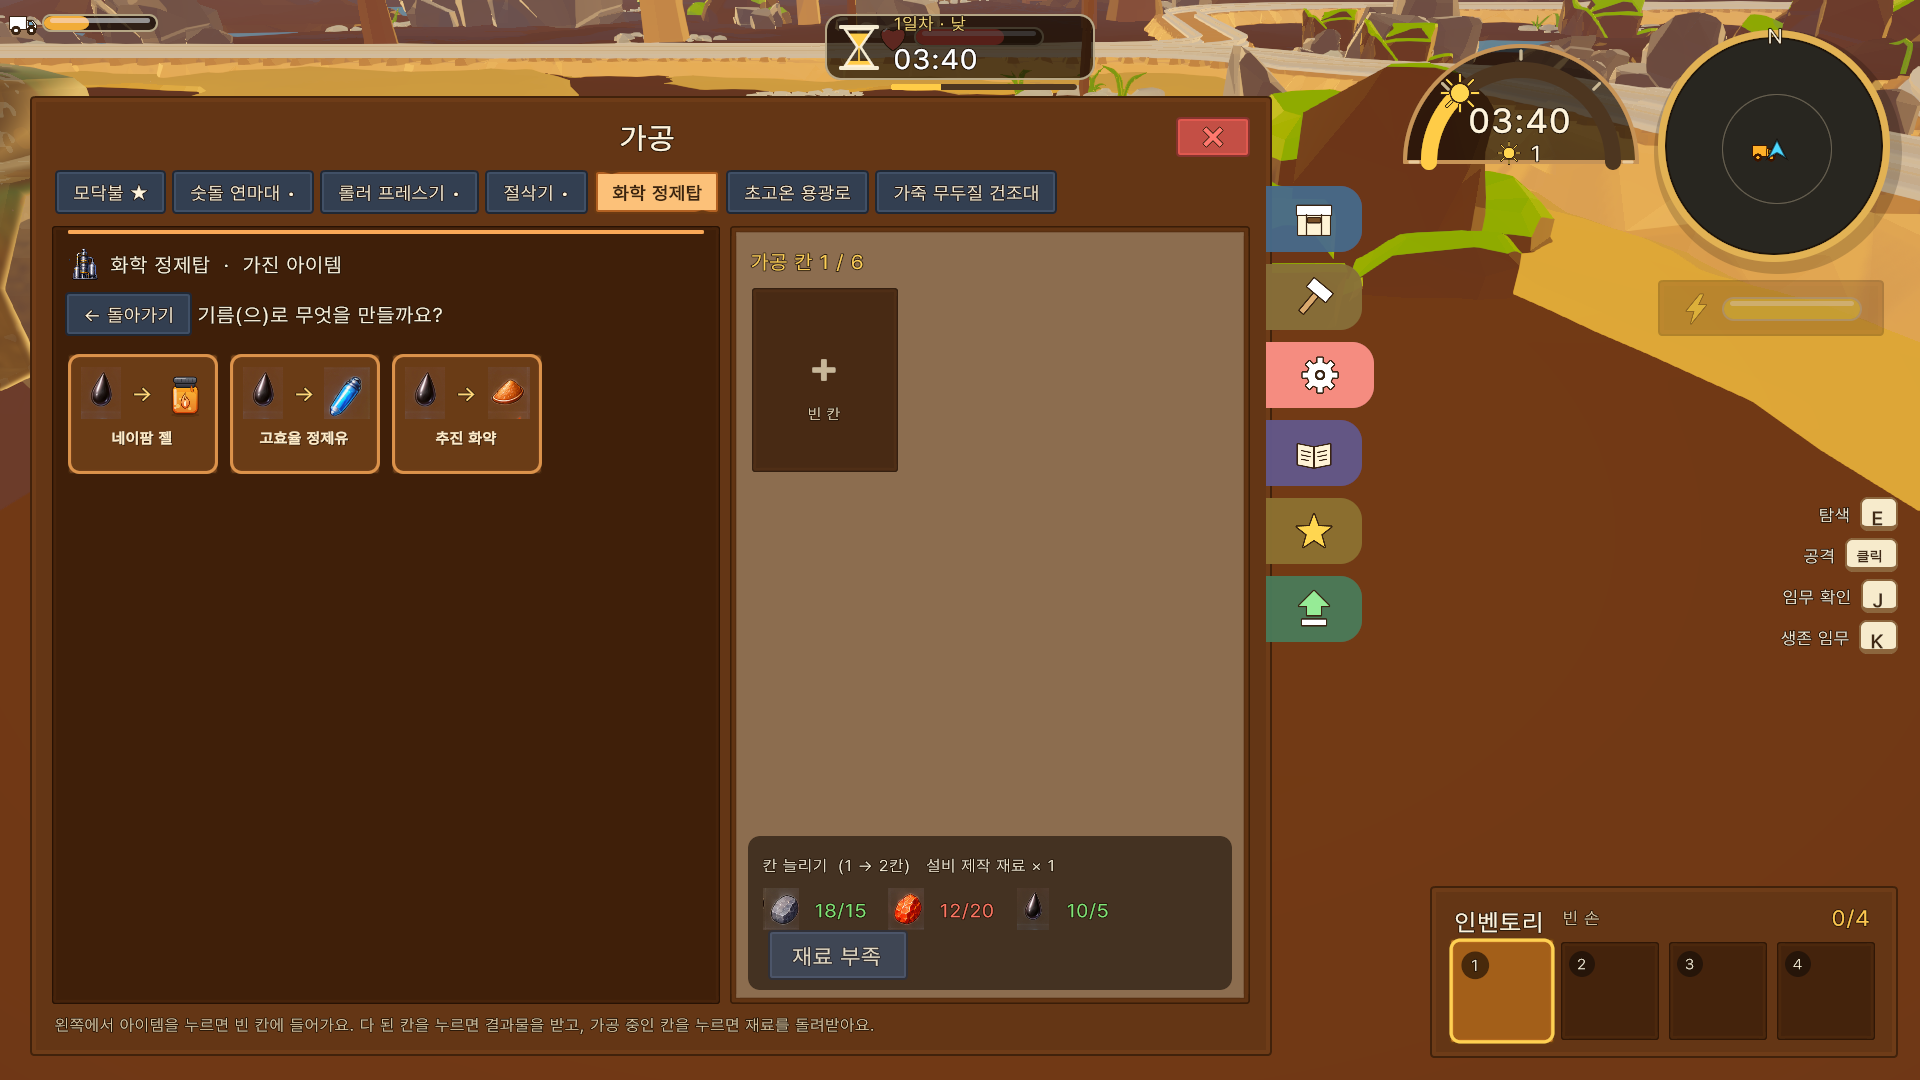 1일차 · 낮
03:40
N
03:40
1
가공
모닥불 ★
숫돌 연마대 •
롤러 프레스기 •
절삭기 •
화학 정제탑
초고온 용광로
가죽 무두질 건조대
화학 정제탑 · 가진 아이템
← 돌아가기
기름(으)로 무엇을 만들까요?
→
네이팜 젤
→
고효율 정제유
→
추진 화약
가공 칸 1 / 6
+
빈 칸
칸 늘리기 (1 → 2칸) 설비 제작 재료 × 1
18/15
12/20
10/5
재료 부족
왼쪽에서 아이템을 누르면 빈 칸에 들어가요. 다 된 칸을 누르면 결과물을 받고, 가공 중인 칸을 누르면 재료를 돌려받아요.
탐색 E
공격 클릭
임무 확인 J
생존 임무 K
인벤토리 빈 손 0/4
1
2
3
4